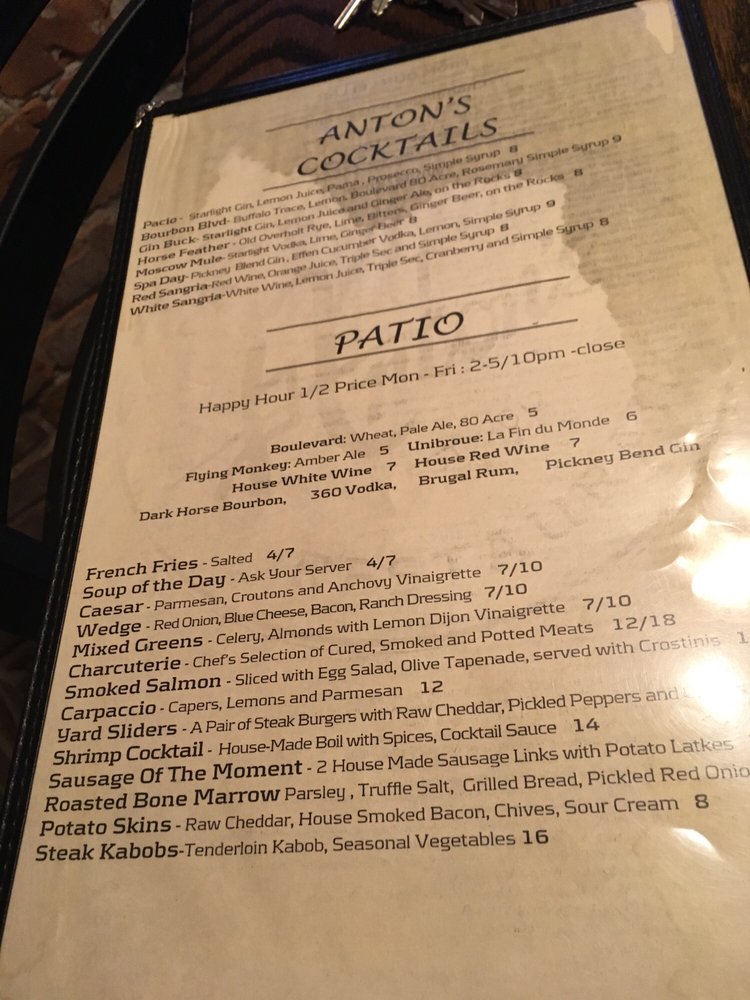 ANTON'S
COCKTAILS
Pacio - Starlight Gin, Lemon Juice, Pama, Prosecco, Simple Syrup 8
Bourbon Blvd- Buffalo Trace, Lemon, Boulevard 80 Acre, Rosemary Simple Syrup 9
Gin Buck- Starlight Gin, Lemon Juice and Ginger Ale, on the Rocks 8
Horse Feather - Old Overholt Rye, Lime, Bitters, Ginger Beer, on the Rocks 8
Moscow Mule- Starlight Vodka, Lime, Ginger Beer 8
Spa Day- Pickney Blend Gin, Effen Cucumber Vodka, Lemon, Simple Syrup 9
Red Sangria-Red Wine, Orange Juice, Triple Sec and Simple Syrup 8
White Sangria-White Wine, Lemon Juice, Triple Sec, Cranberry and Simple Syrup 8
PATIO
Happy Hour 1/2 Price Mon - Fri : 2-5/10pm -close
Boulevard: Wheat, Pale Ale, 80 Acre 5
Flying Monkey: Amber Ale 5 Unibroue: La Fin du Monde 6
House White Wine 7 House Red Wine 7
Dark Horse Bourbon, 360 Vodka, Brugal Rum, Pickney Bend Gin
French Fries - Salted 4/7
Soup of the Day - Ask Your Server 4/7
Caesar - Parmesan, Croutons and Anchovy Vinaigrette 7/10
Wedge - Red Onion, Blue Cheese, Bacon, Ranch Dressing 7/10
Mixed Greens - Celery, Almonds with Lemon Dijon Vinaigrette 7/10
Charcuterie - Chef's Selection of Cured, Smoked and Potted Meats 12/18
Smoked Salmon - Sliced with Egg Salad, Olive Tapenade, served with Crostinis
Carpaccio - Capers, Lemons and Parmesan 12
Yard Sliders - A Pair of Steak Burgers with Raw Cheddar, Pickled Peppers and
Shrimp Cocktail - House-Made Boil with Spices, Cocktail Sauce 14
Sausage Of The Moment - 2 House Made Sausage Links with Potato Latkes
Roasted Bone Marrow Parsley , Truffle Salt, Grilled Bread, Pickled Red Onio
Potato Skins - Raw Cheddar, House Smoked Bacon, Chives, Sour Cream 8
Steak Kabobs-Tenderloin Kabob, Seasonal Vegetables 16